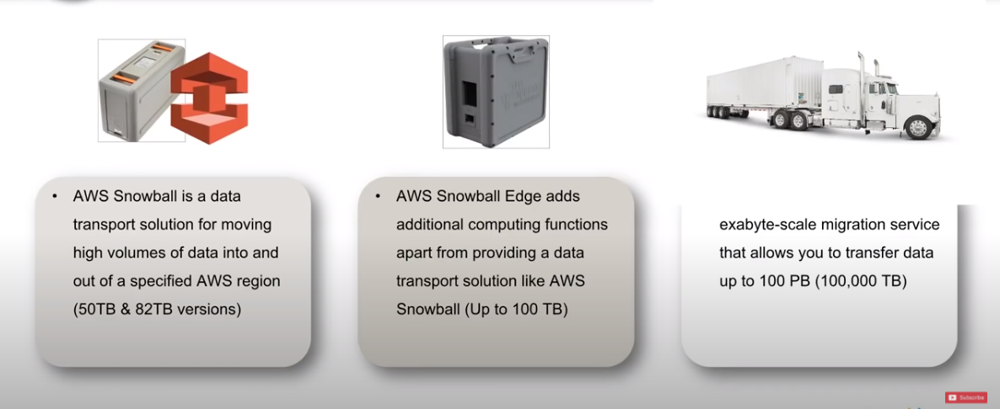 • AWS Snowball is a data
transport solution for moving
high volumes of data into and
out of a specified AWS region
(50TB & 82TB versions)
• AWS Snowball Edge adds
additional computing functions
apart from providing a data
transport solution like AWS
Snowball (Up to 100 TB)
exabyte-scale migration service
that allows you to transfer data
up to 100 PB (100,000 TB)
Subscribe